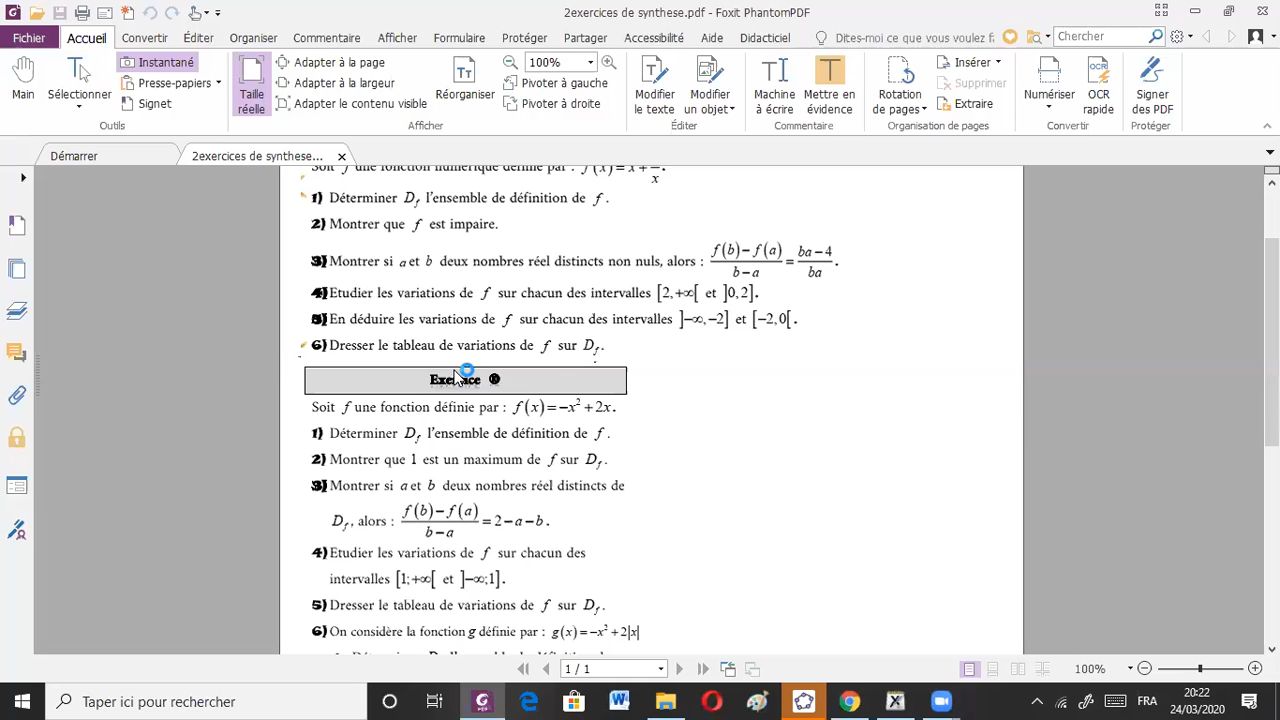 2exercices de synthese.pdf - Foxit PhantomPDF
Fichier Accueil Convertir Éditer Organiser Commentaire Afficher Formulaire Protéger Partager Accessibilité Aide Didacticiel Dites-moi ce que vous voulez f Chercher
Main
Sélectionner
Instantané
Presse-papiers
Signet
Outils
Taille réelle
Adapter à la page
Adapter à la largeur
Adapter le contenu visible
Réorganiser
100%
Pivoter à gauche
Pivoter à droite
Afficher
Modifier le texte
Modifier un objet
Éditer
Machine à écrire
Mettre en évidence
Commentaire
Rotation de pages
Insérer
Supprimer
Extraire
Organisation de pages
Numériser
OCR rapide
Convertir
Signer des PDF
Protéger
Démarrer 2exercices de synthese...
Soit f une fonction numérique définie par : f(x) = x + /x.
1) Déterminer D_f l'ensemble de définition de f.
2) Montrer que f est impaire.
3) Montrer si a et b deux nombres réel distincts non nuls, alors : (f(b) − f(a))/(b − a) = (ba − 4)/ba.
4) Etudier les variations de f sur chacun des intervalles [2,+∞[ et ]0,2].
5) En déduire les variations de f sur chacun des intervalles ]−∞,−2] et [−2,0[.
6) Dresser le tableau de variations de f sur D_f.
Exercice ®
Soit f une fonction définie par : f(x) = −x² + 2x.
1) Déterminer D_f l'ensemble de définition de f.
2) Montrer que 1 est un maximum de f sur D_f.
3) Montrer si a et b deux nombres réel distincts de
D_f, alors : (f(b) − f(a))/(b − a) = 2 − a − b.
4) Etudier les variations de f sur chacun des
intervalles [1;+∞[ et ]−∞;1].
5) Dresser le tableau de variations de f sur D_f.
6) On considère la fonction g définie par : g(x) = −x² + 2|x|
1 / 1
100%
Taper ici pour rechercher
FRA
20:22
24/03/2020